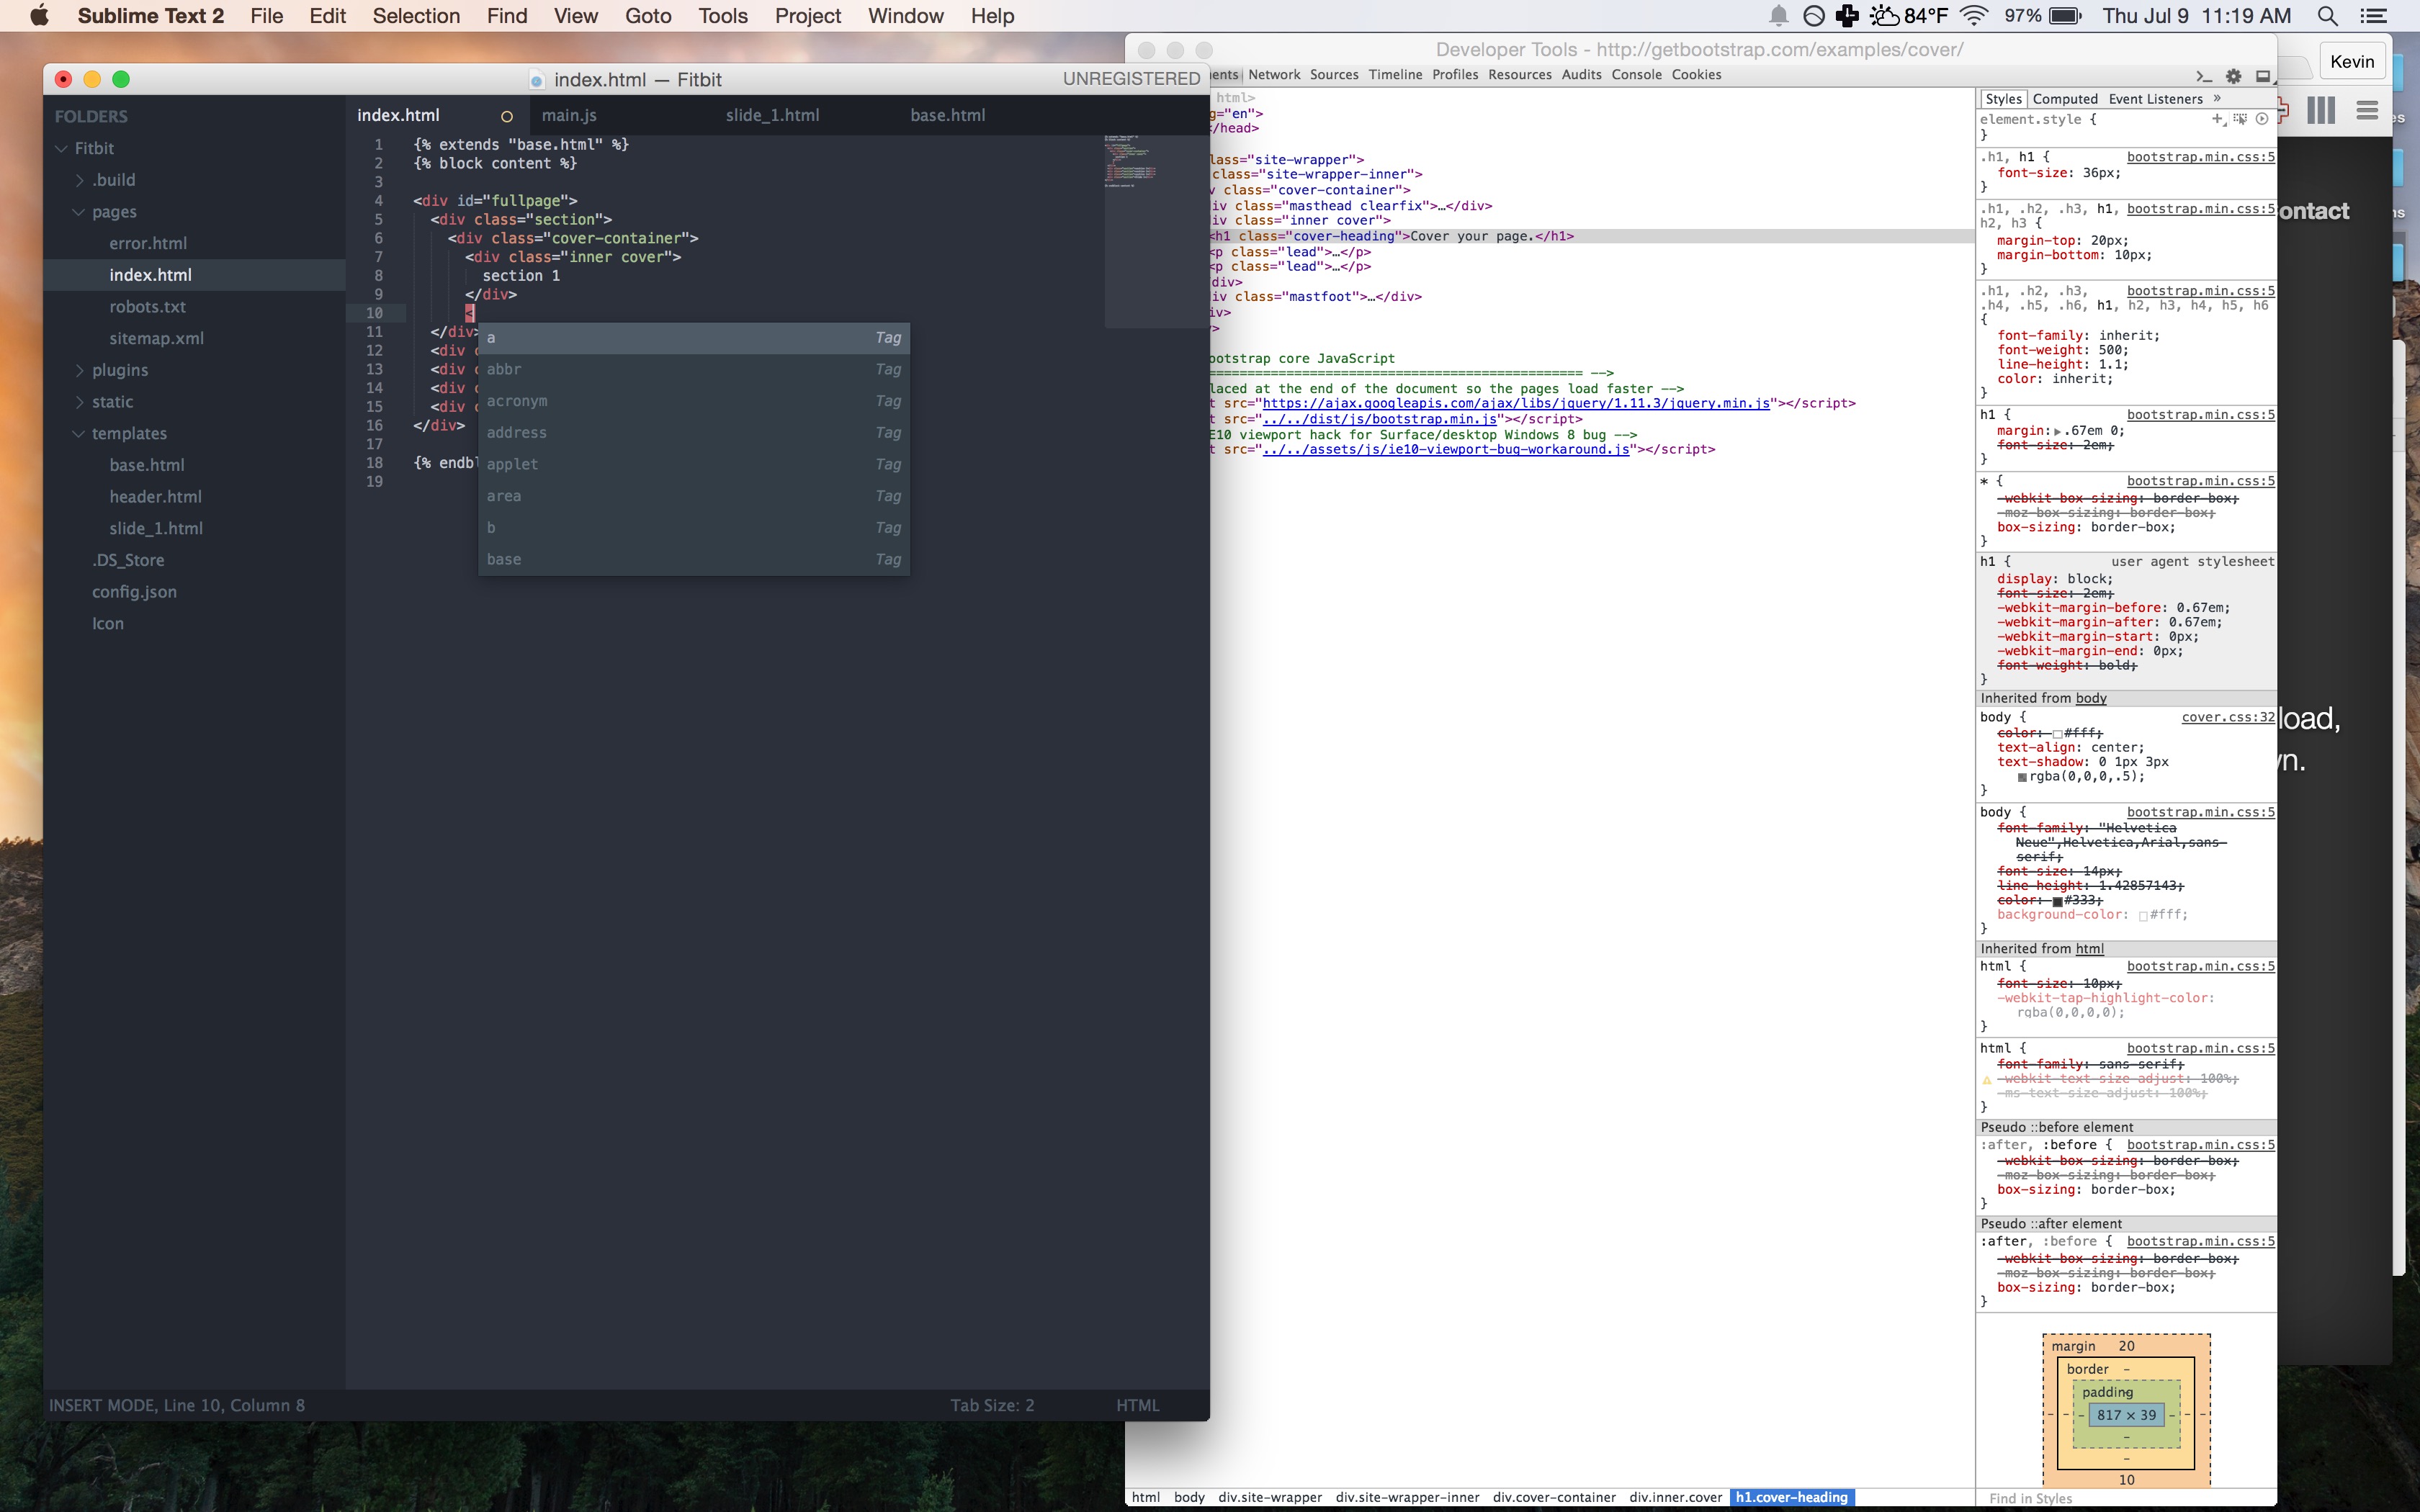 Sublime Text 2 File Edit Selection Find View Goto Tools Project Window Help
84°F 97% Thu Jul 9 11:19 AM
index.html — Fitbit
UNREGISTERED
FOLDERS
Fitbit
.build
pages
error.html
index.html
robots.txt
sitemap.xml
plugins
static
templates
base.html
header.html
slide_1.html
.DS_Store
config.json
Icon
index.html main.js slide_1.html base.html
1 {% extends "base.html" %}
2 {% block content %}
3
4 <div id="fullpage">
5 <div class="section">
6 <div class="cover-container">
7 <div class="inner cover">
8 section 1
9 </div>
10 <
11 </div>
12 <div c
13 <div c
14 <div c
15 <div c
16 </div>
17
18 {% endbl
19
a Tag
abbr Tag
acronym Tag
address Tag
applet Tag
area Tag
b Tag
base Tag
INSERT MODE, Line 10, Column 8 Tab Size: 2 HTML
Developer Tools - http://getbootstrap.com/examples/cover/
ents Network Sources Timeline Profiles Resources Audits Console Cookies
html>
g="en">
/head>
lass="site-wrapper">
class="site-wrapper-inner">
v class="cover-container">
iv class="masthead clearfix">…</div>
iv class="inner cover">
<h1 class="cover-heading">Cover your page.</h1>
<p class="lead">…</p>
<p class="lead">…</p>
div>
iv class="mastfoot">…</div>
iv>
>
ootstrap core JavaScript
================================================== -->
laced at the end of the document so the pages load faster -->
t src="https://ajax.googleapis.com/ajax/libs/jquery/1.11.3/jquery.min.js"></script>
t src="../../dist/js/bootstrap.min.js"></script>
E10 viewport hack for Surface/desktop Windows 8 bug -->
t src="../../assets/js/ie10-viewport-bug-workaround.js"></script>
html body div.site-wrapper div.site-wrapper-inner div.cover-container div.inner.cover h1.cover-heading
Styles Computed Event Listeners »
element.style {
}
.h1, h1 { bootstrap.min.css:5
font-size: 36px;
}
.h1, .h2, .h3, h1, bootstrap.min.css:5
h2, h3 {
margin-top: 20px;
margin-bottom: 10px;
}
.h1, .h2, .h3, bootstrap.min.css:5
.h4, .h5, .h6, h1, h2, h3, h4, h5, h6
{
font-family: inherit;
font-weight: 500;
line-height: 1.1;
color: inherit;
}
h1 { bootstrap.min.css:5
margin: .67em 0;
font-size: 2em;
}
* { bootstrap.min.css:5
-webkit-box-sizing: border-box;
-moz-box-sizing: border-box;
box-sizing: border-box;
}
h1 { user agent stylesheet
display: block;
font-size: 2em;
-webkit-margin-before: 0.67em;
-webkit-margin-after: 0.67em;
-webkit-margin-start: 0px;
-webkit-margin-end: 0px;
font-weight: bold;
}
Inherited from body
body { cover.css:32
color: #fff;
text-align: center;
text-shadow: 0 1px 3px
rgba(0,0,0,.5);
}
body { bootstrap.min.css:5
font-family: "Helvetica
Neue",Helvetica,Arial,sans-
serif;
font-size: 14px;
line-height: 1.42857143;
color: #333;
background-color: #fff;
}
Inherited from html
html { bootstrap.min.css:5
font-size: 10px;
-webkit-tap-highlight-color:
rgba(0,0,0,0);
}
html { bootstrap.min.css:5
font-family: sans-serif;
-webkit-text-size-adjust: 100%;
-ms-text-size-adjust: 100%;
}
Pseudo ::before element
:after, :before { bootstrap.min.css:5
-webkit-box-sizing: border-box;
-moz-box-sizing: border-box;
box-sizing: border-box;
}
Pseudo ::after element
:after, :before { bootstrap.min.css:5
-webkit-box-sizing: border-box;
-moz-box-sizing: border-box;
box-sizing: border-box;
}
margin 20
border –
padding
– – – 817 × 39 – – –
–
–
10
Find in Styles
Kevin
ontact
load,
vn.
es
ns